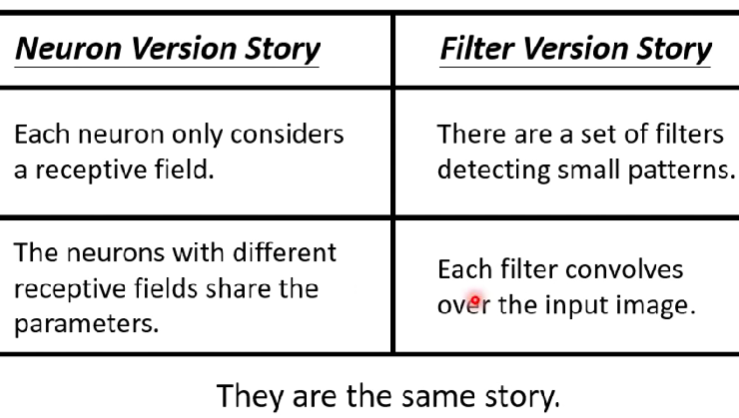 Neuron Version Story
Filter Version Story
Each neuron only considers
a receptive field.
There are a set of filters
detecting small patterns.
The neurons with different
receptive fields share the
parameters.
Each filter convolves
over the input image.
They are the same story.